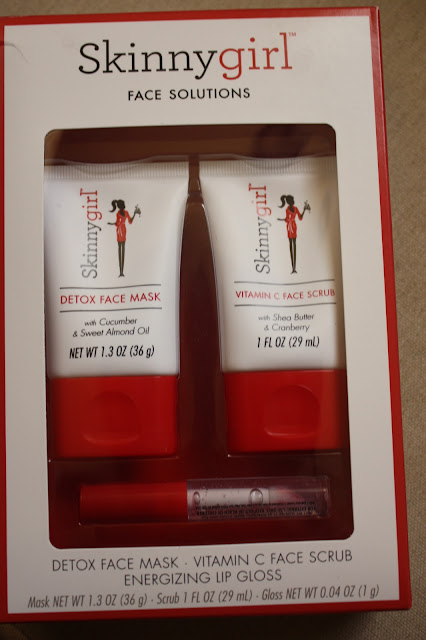 Skinnygirl™
FACE SOLUTIONS
Skinnygirl
DETOX FACE MASK
with Cucumber
& Sweet Almond Oil
NET WT 1.3 OZ (36 g)
Skinnygirl
VITAMIN C FACE SCRUB
with Shea Butter
& Cranberry
1 FL OZ (29 mL)
DETOX FACE MASK · VITAMIN C FACE SCRUB
ENERGIZING LIP GLOSS
Mask NET WT 1.3 OZ (36 g) · Scrub 1 FL OZ (29 mL) · Gloss NET WT 0.04 OZ (1 g)